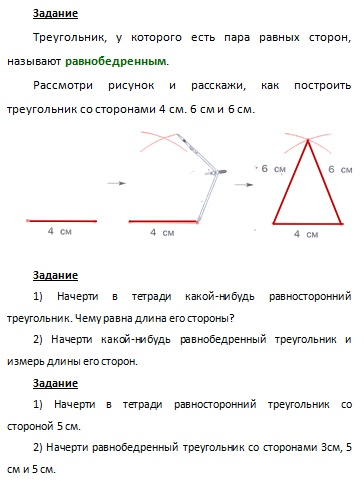 Задание
Треугольник, у которого есть пара равных сторон,
называют равнобедренным.
Рассмотри рисунок и расскажи, как построить
треугольник со сторонами 4 см. 6 см и 6 см.
6 см 6 см
4 см 4 см 4 см
Задание
1) Начерти в тетради какой-нибудь равносторонний
треугольник. Чему равна длина его стороны?
2) Начерти какой-нибудь равнобедренный треугольник и
измерь длины его сторон.
Задание
1) Начерти в тетради равносторонний треугольник со
стороной 5 см.
2) Начерти равнобедренный треугольник со сторонами 3см, 5
см и 5 см.